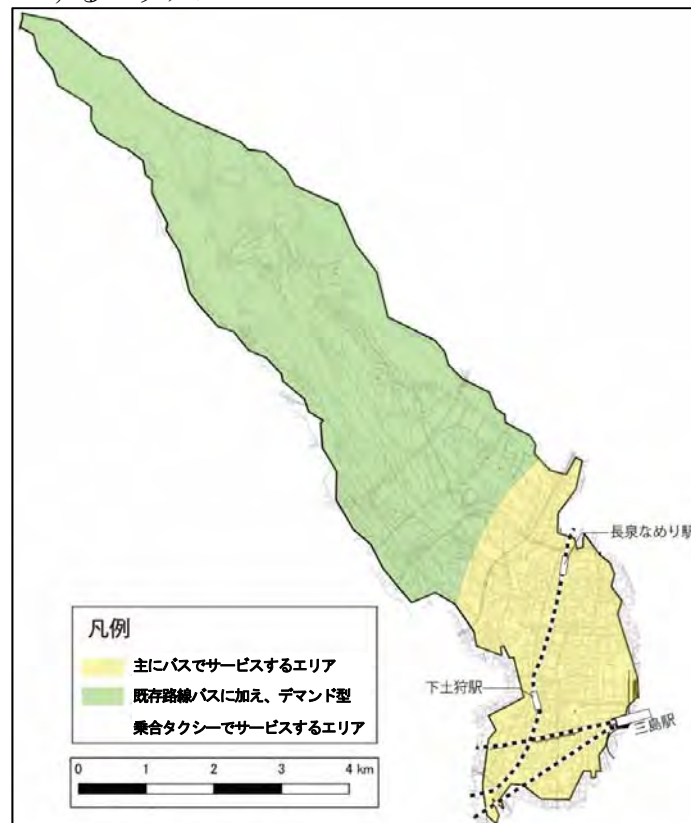 長泉なめり駅
凡例
主にバスでサービスするエリア
既存路線バスに加え、デマンド型
乗合タクシーでサービスするエリア
下土狩駅
三島駅
0 1 2 3 4 km